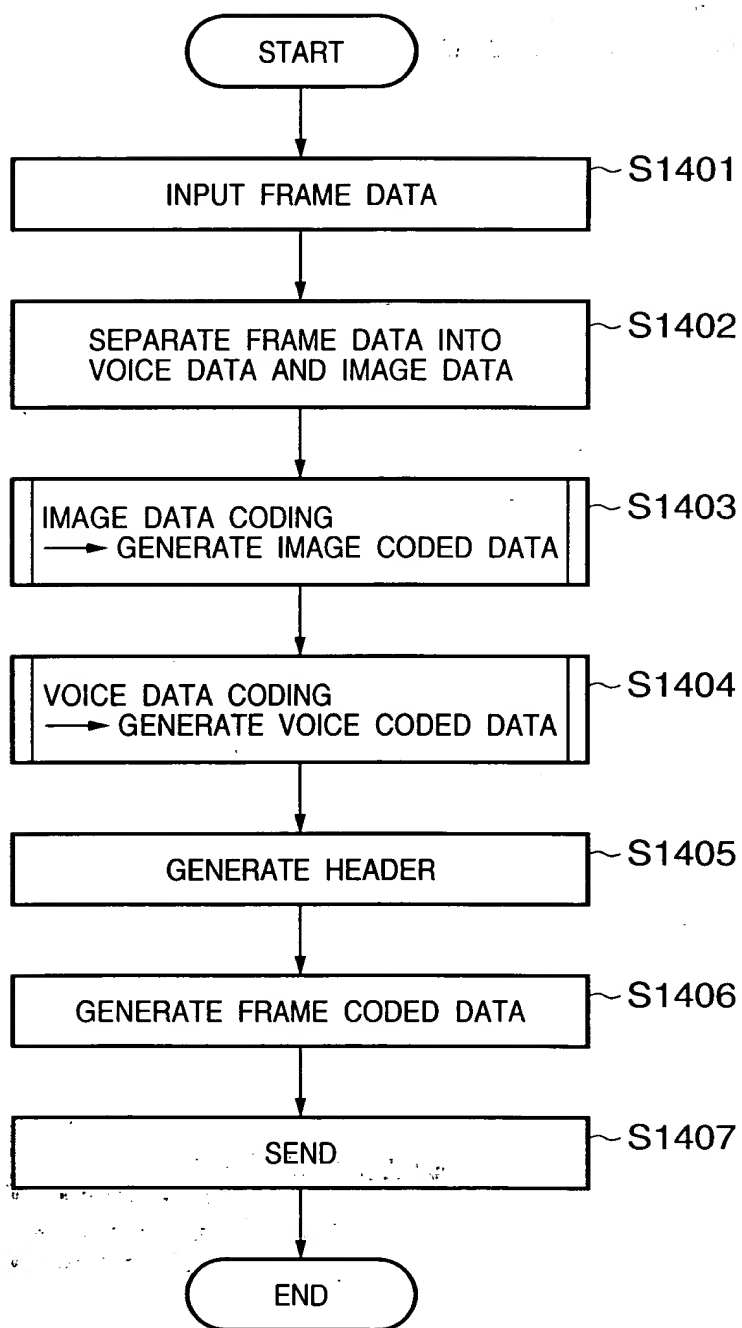 START
INPUT FRAME DATA
S1401
SEPARATE FRAME DATA INTO
VOICE DATA AND IMAGE DATA
S1402
IMAGE DATA CODING
→ GENERATE IMAGE CODED DATA
S1403
VOICE DATA CODING
→ GENERATE VOICE CODED DATA
S1404
GENERATE HEADER
S1405
GENERATE FRAME CODED DATA
S1406
SEND
S1407
END